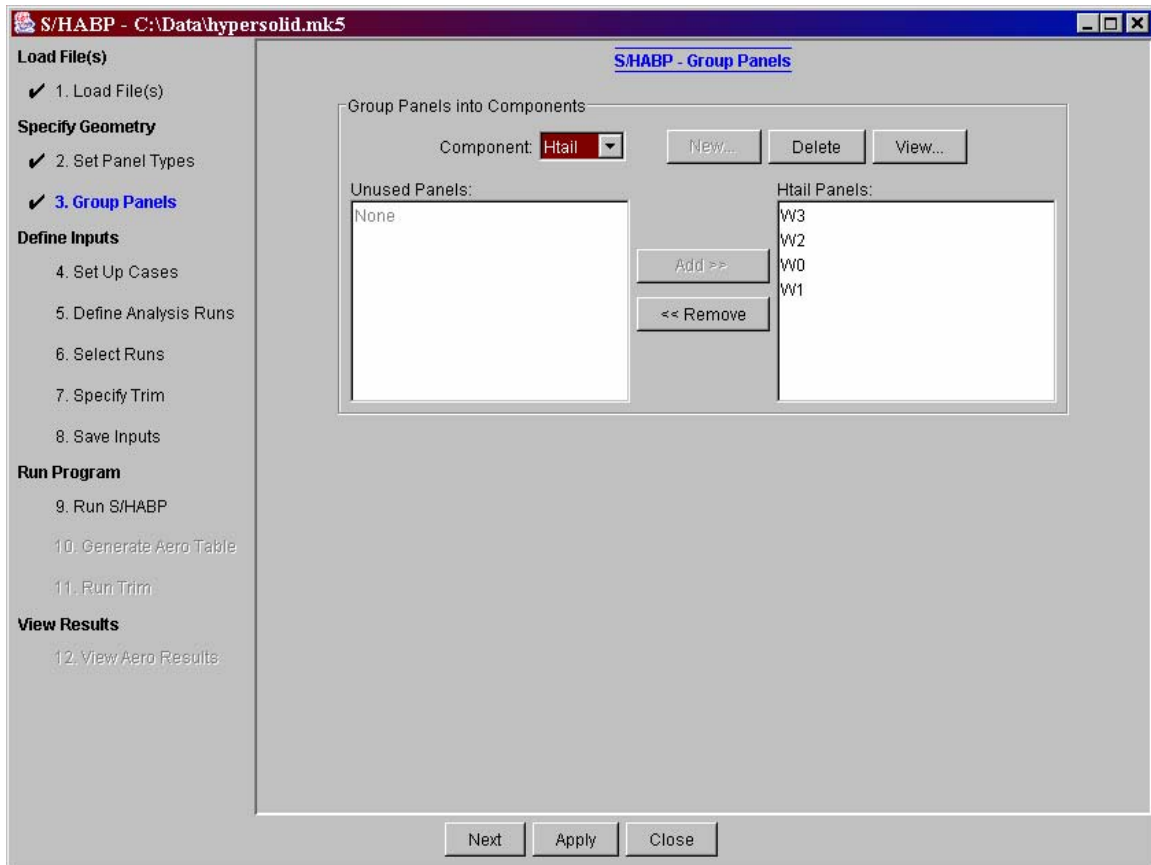 S/HABP - C:\Data\hypersolid.mk5
Load File(s)
✔ 1. Load File(s)
Specify Geometry
✔ 2. Set Panel Types
✔ 3. Group Panels
Define Inputs
4. Set Up Cases
5. Define Analysis Runs
6. Select Runs
7. Specify Trim
8. Save Inputs
Run Program
9. Run S/HABP
10. Generate Aero Table
11. Run Trim
View Results
12. View Aero Results
S/HABP - Group Panels
Group Panels into Components
Component: Htail New... Delete View...
Unused Panels:
None
Add >>
<< Remove
Htail Panels:
W3
W2
W0
W1
Next Apply Close